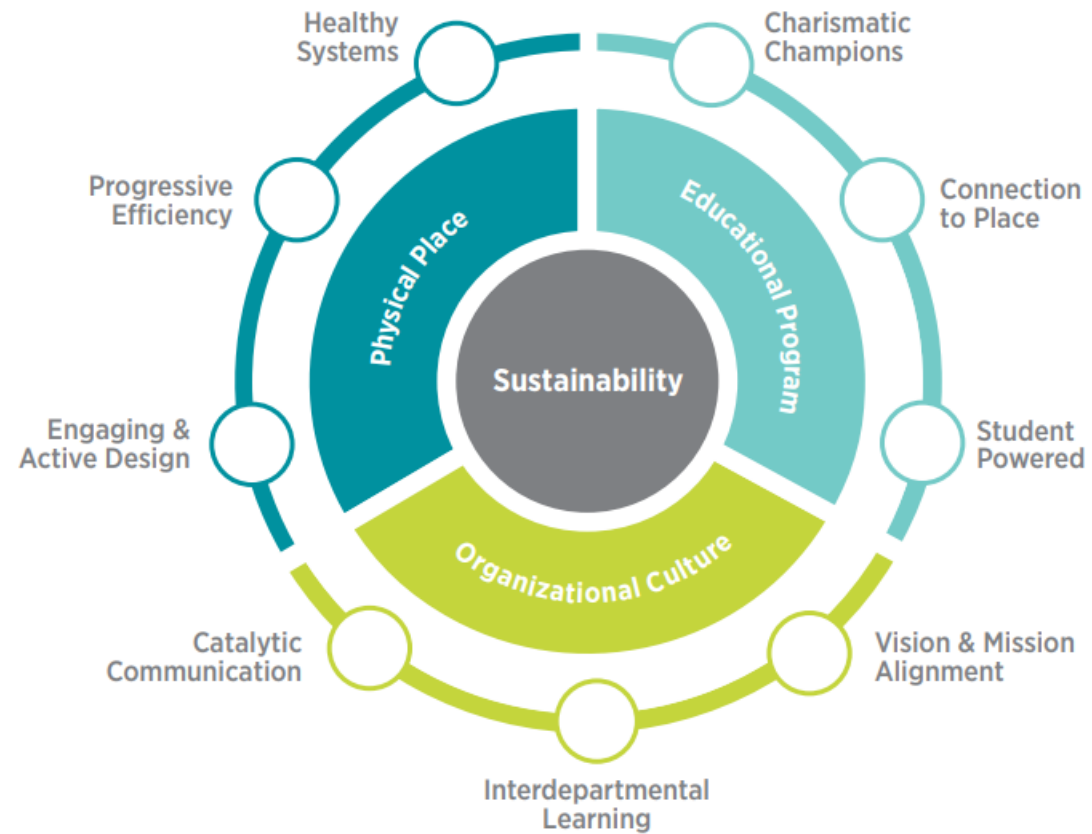 Healthy
Systems
Charismatic
Champions
Progressive
Efficiency
Connection
to Place
Physical Place
Educational Program
Sustainability
Engaging &
Active Design
Student
Powered
Organizational Culture
Catalytic
Communication
Vision & Mission
Alignment
Interdepartmental
Learning